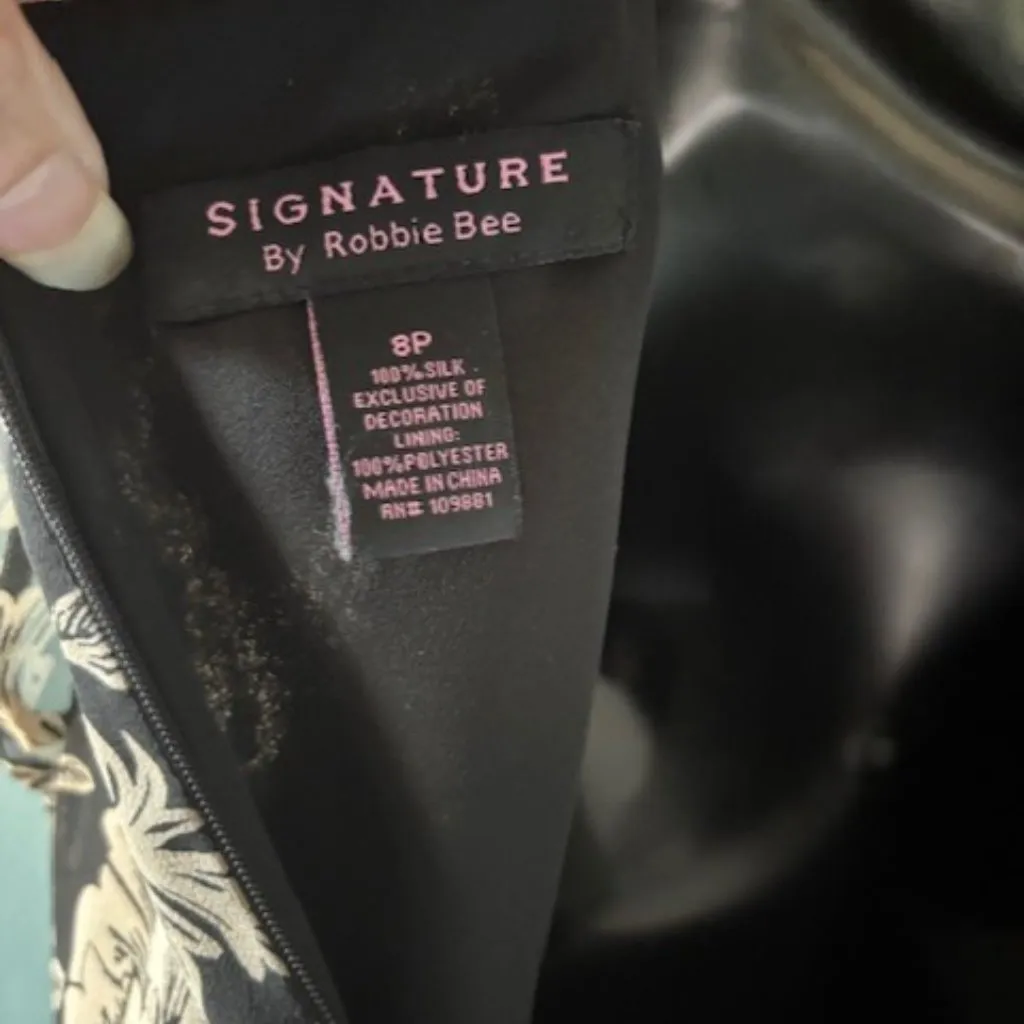 SIGNATURE
By Robbie Bee
8P
100% SILK
EXCLUSIVE OF
DECORATION
LINING:
100% POLYESTER
MADE IN CHINA
RN# 109881